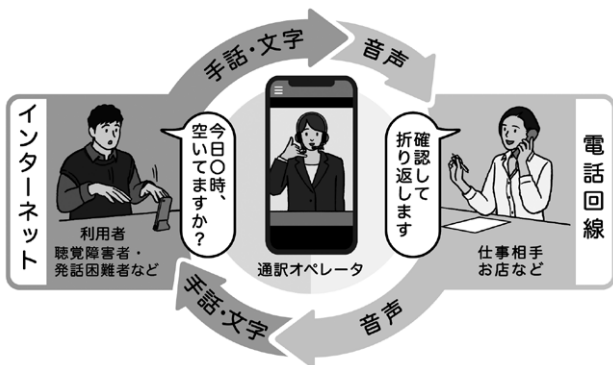 手話・文字
音声
インターネット
今日〇時、
空いてますか?
確認して
折り返します
電話回線
利用者
聴覚障害者・
発話困難者など
通訳オペレータ
仕事相手
お店など
手話・文字
音声